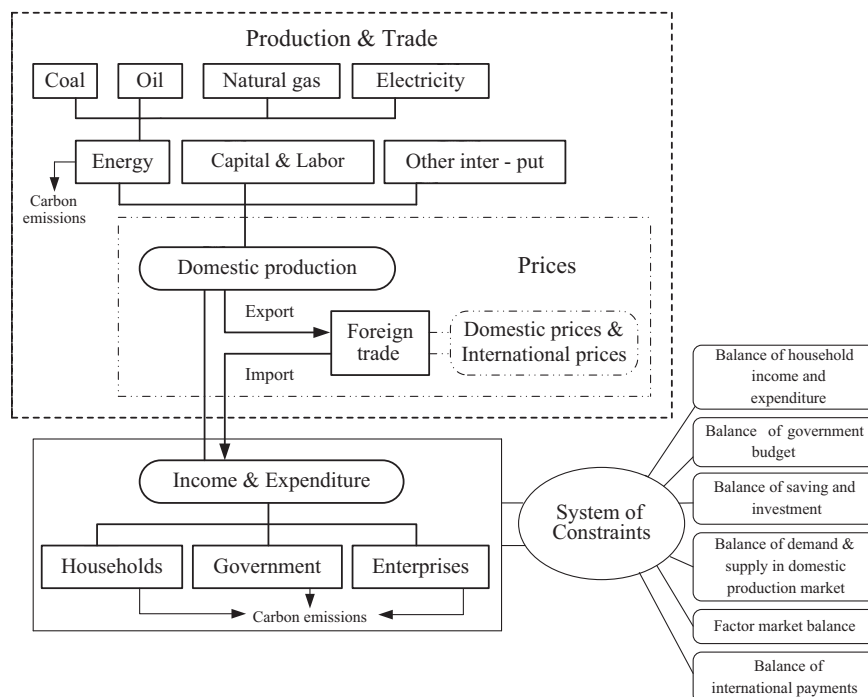 Production & Trade
Coal
Oil
Natural gas
Electricity
Energy
Capital & Labor
Other inter - put
Carbon
emissions
Domestic production
Prices
Export
Foreign
trade
Domestic prices &
International prices
Import
Income & Expenditure
Households
Government
Enterprises
Carbon emissions
System of
Constraints
Balance of household
income and
expenditure
Balance of government
budget
Balance of saving and
investment
Balance of demand &
supply in domestic
production market
Factor market balance
Balance of
international payments